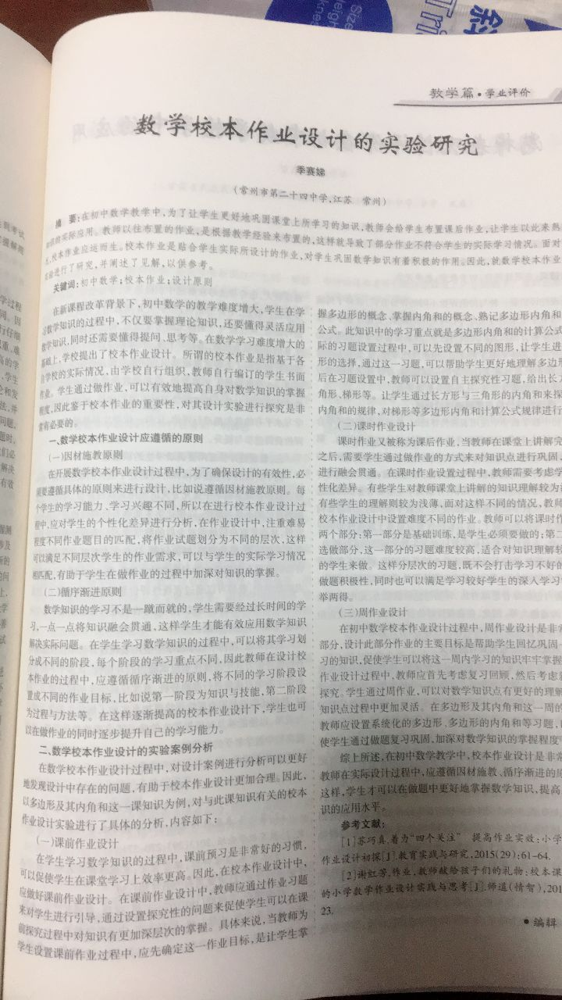 Size
教学篇·学业评价
数学校本作业设计的实验研究
季赛娣
(常州市第二十四中学,江苏 常州)
摘 要:在初中数学教学中,为了让学生更好地巩固课堂上所学习的知识,教师会给学生布置课后作业,让学生以此来熟
知识的实际应用。教师以往布置的作业,是根据教学经验来布置的,这样就导致了部分作业不符合学生的实际学习情况。面对
校本作业应运而生。校本作业是贴合学生实际所设计的作业,对学生巩固数学知识有着积极的作用。因此,就数学校本作业
实验进行了研究,并阐述了见解,以供参考。
关键词:初中数学;校本作业;设计原则
在新课程改革背景下,初中数学的教学难度增大,学生在学
习数学知识的过程中,不仅要掌握理论知识,还要懂得灵活应用
数学知识,同时还需要懂得提问、思考等。在数学学习难度增大的
基础上,学校提出了校本作业设计。所谓的校本作业是指基于各
自学校的实际情况,由学校自行组织,教师自行编订的学生书面
作业。学生通过做作业,可以有效地提高自身对数学知识的掌握
程度,因此鉴于校本作业的重要性,对其设计实验进行探究是非
常有必要的。
一、数学校本作业设计应遵循的原则
(一)因材施教原则
在开展数学校本作业设计过程中,为了确保设计的有效性,必
须要遵循具体的原则来进行设计,比如说遵循因材施教原则。每
个学生的学习能力、学习兴趣不同,所以在进行校本作业设计过
程中,应对学生的个性化差异进行分析,在作业设计中,注重难易
程度不同作业题目的匹配,将作业试题划分为不同的层次,这样
可以满足不同层次学生的作业需求,可以与学生的实际学习情况
相匹配,有助于学生在做作业的过程中加深对知识的掌握。
(二)循序渐进原则
数学知识的学习不是一蹴而就的,学生需要经过长时间的学
习,一点一点将知识融会贯通,这样学生才能有效应用数学知识
解决实际问题。在学生学习数学知识的过程中,可以将其学习划
分成不同的阶段,每个阶段的学习重点不同,因此教师在设计校
本作业的过程中,应遵循循序渐进的原则,将不同的学习阶段设
置成不同的作业目标,比如说第一阶段为知识与技能,第二阶段
为过程与方法等。在这样逐渐提高的校本作业设计下,学生也可
以在做作业的同时逐步提升自己的学习能力。
二、数学校本作业设计的实验案例分析
在数学校本作业设计过程中,对设计案例进行分析可以更好
地发现设计中存在的问题,有助于校本作业设计更加合理。因此,
以多边形及其内角和这一课知识为例,对与此课知识有关的校本
作业设计实验进行了具体的分析,内容如下:
(一)课前作业设计
在学生学习数学知识的过程中,课前预习是非常好的习惯,
可以促使学生在课堂学习上效率更高。因此,在校本作业设计中,
应做好课前作业设计。在课前作业设计中,教师应通过作业习题
来对学生进行引导,通过设置探究性的问题来促使学生可以在课
前探究过程中对知识有更加深层次的掌握。具体来说,当教师为
学生设置课前作业过程中,应先确定这一作业目标,是让学生掌
握多边形的概念、掌握内角和的概念、熟记多边形内角和
公式。此知识中的学习重点就是多边形内角和的计算公式
际的习题设置过程中,可以先设置不同的图形,让学生进
形的选择,通过这一习题,可以帮助学生更好地理解多边形
后在习题设置中,教师可以设置自主探究性习题,给出长方
角形、梯形等。让学生通过长方形与三角形的内角和来探
内角和的规律,对梯形等多边形内角和计算公式规律进行
(二)课时作业设计
课时作业又被称为课后作业,当教师在课堂上讲解完
之后,需要学生通过做作业的方式来对知识点进行巩固,
进行融会贯通。在课时作业设置过程中,教师需要考虑学
性化差异。有些学生对教师课堂上讲解的知识理解较为
有些学生的理解则较为浅薄,面对这样不同的情况,教师
校本作业设计中设置难度不同的作业。教师可以将课时作
两个部分:第一部分是基础训练,是学生必须要做的;第二
选做部分,这一部分的习题难度较高,适合对知识理解较
的学生来做。这样分层次的习题,既不会打击学习不好的
做题积极性,同时也可以满足学习较好学生的深入学习
举两得。
(三)周作业设计
在初中数学校本作业设计过程中,周作业设计是非常
部分,设计此部分作业的主要目标是帮助学生回忆巩固一
习的知识,促使学生可以将这一周内学习的知识牢牢掌握
作业设计过程中,教师应首先考虑复习回顾,然后考虑
探究。学生通过周作业,可以对数学知识点有更好的理解
知识点过程中更加灵活。在多边形及其内角和这一周的
教师应设置系统化的多边形、多边形的内角和等习题,
使学生通过做题复习巩固,加深对数学知识的掌握程度
综上所述,在初中数学教学中,校本作业设计是非常
教师在实际设计过程中,应遵循因材施教、循序渐进的原
这样,学生才可以在做题中更好地掌握数学知识,提高
识的应用水平。
参考文献:
[1]苏巧真.着力“四个关注” 提高作业实效:小学
作业设计初探[J].教育实践与研究,2015(29):61-64.
[2]谢虹等.作业,教师献给孩子们的礼物:校本课
的小学数学作业设计实践与思考[J].师道(情智),201
23.
·编辑